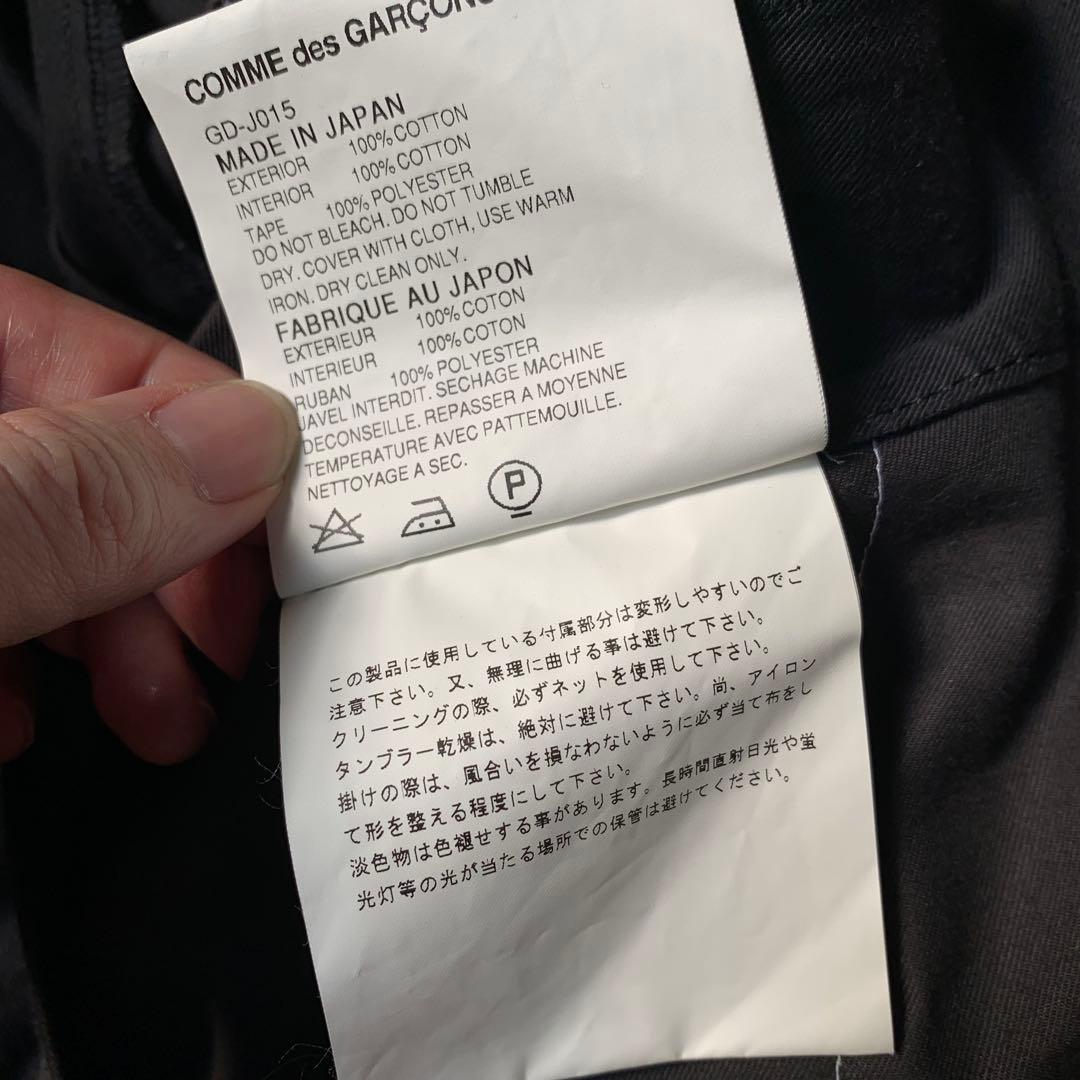 COMME des GARÇONS
GD-J015
MADE IN JAPAN
EXTERIOR 100%COTTON
INTERIOR 100%COTTON
TAPE 100%POLYESTER
DO NOT BLEACH. DO NOT TUMBLE
DRY. COVER WITH CLOTH, USE WARM
IRON. DRY CLEAN ONLY.
FABRIQUE AU JAPON
EXTERIEUR 100%COTON
INTERIEUR 100%COTON
RUBAN 100%POLYESTER
JAVEL INTERDIT. SECHAGE MACHINE
DECONSEILLE. REPASSER A MOYENNE
TEMPERATURE AVEC PATTEMOUILLE.
NETTOYAGE A SEC.
P
この製品に使用している付属部分は変形しやすいのでご
注意下さい。又、無理に曲げる事は避けて下さい。
クリーニングの際、必ずネットを使用して下さい。
タンブラー乾燥は、絶対に避けて下さい。尚、アイロン
掛けの際は、風合いを損なわないように必ず当て布をし
て形を整える程度にして下さい。
淡色物は色褪せする事があります。長時間直射日光や蛍
光灯等の光が当たる場所での保管は避けてください。